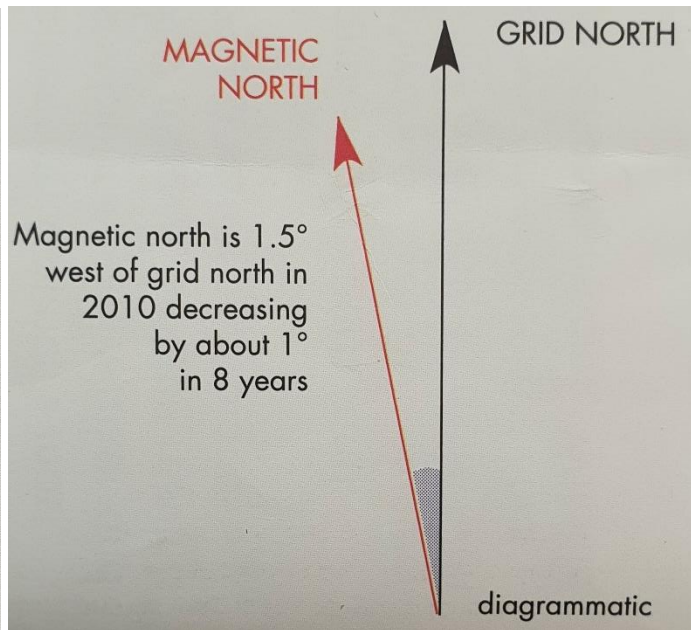 MAGNETIC
NORTH
GRID NORTH
Magnetic north is 1.5°
west of grid north in
2010 decreasing
by about 1°
in 8 years
diagrammatic